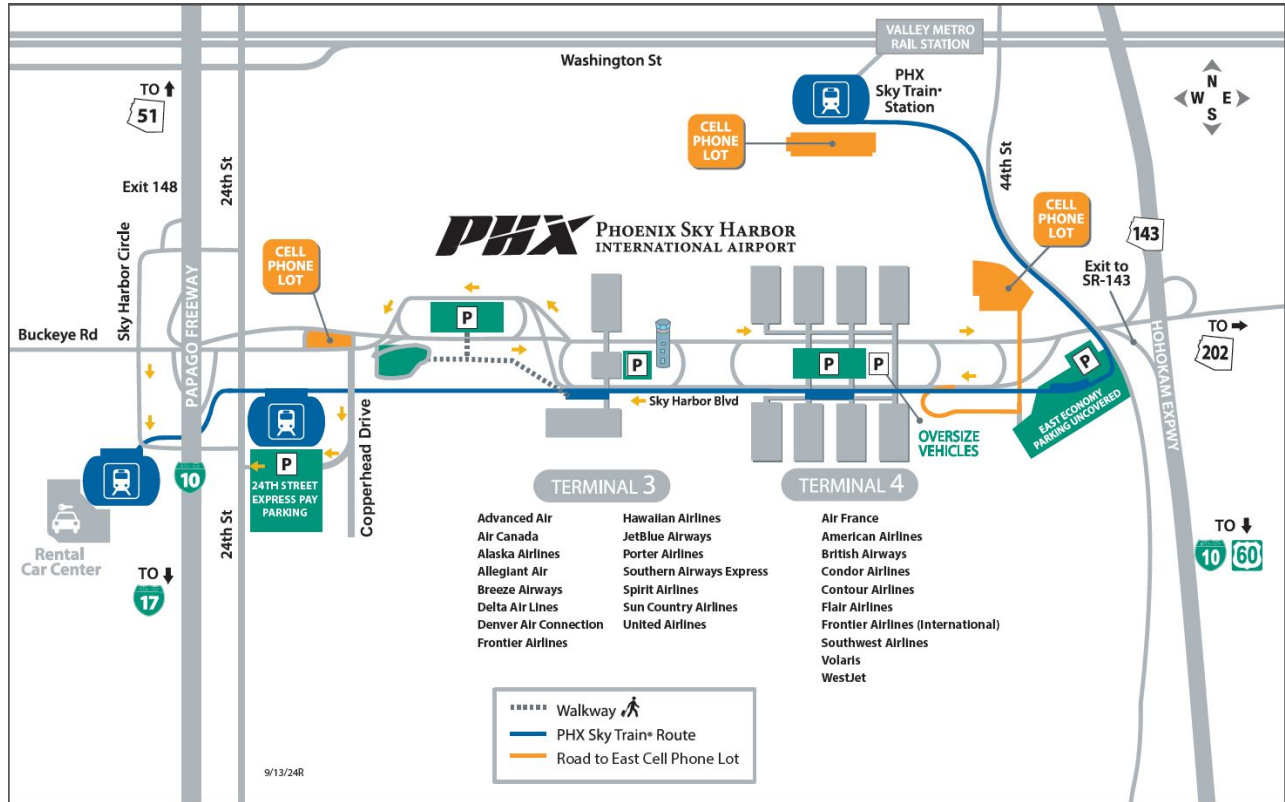 VALLEY METRO
RAIL STATION
Washington St
PHX
Sky Train®
Station
N
W E
S
TO
51
CELL
PHONE
LOT
Exit 148
24th St
44th St
Sky Harbor Circle
CELL
PHONE
LOT
PHX PHOENIX SKY HARBOR
INTERNATIONAL AIRPORT
CELL
PHONE
LOT
143
Exit to
SR-143
PAPAGO FREEWAY
HOHOKAM EXPWY
Buckeye Rd
P
P
P
P
P
TO
202
Sky Harbor Blvd
EAST ECONOMY
PARKING UNCOVERED
OVERSIZE
VEHICLES
P
24TH STREET
EXPRESS PAY
PARKING
Copperhead Drive
24th St
10
Rental
Car Center
TO
17
TO
10 60
TERMINAL 3
Advanced Air
Air Canada
Alaska Airlines
Allegiant Air
Breeze Airways
Delta Air Lines
Denver Air Connection
Frontier Airlines
Hawaiian Airlines
JetBlue Airways
Porter Airlines
Southern Airways Express
Spirit Airlines
Sun Country Airlines
United Airlines
TERMINAL 4
Air France
American Airlines
British Airways
Condor Airlines
Contour Airlines
Flair Airlines
Frontier Airlines (International)
Southwest Airlines
Volaris
WestJet
Walkway
PHX Sky Train® Route
Road to East Cell Phone Lot
9/13/24R